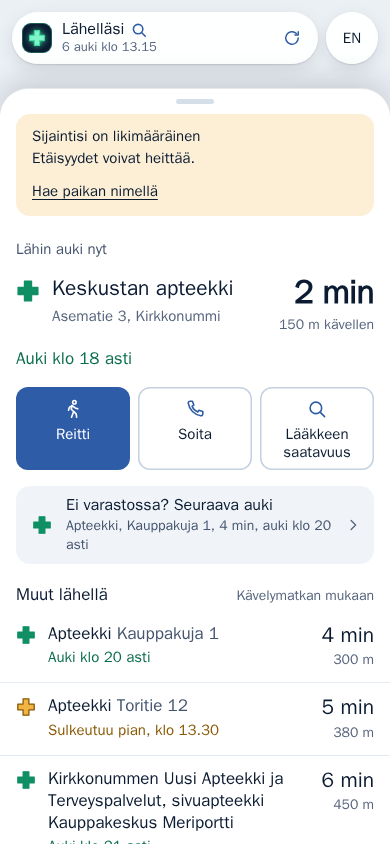 Lähelläsi
6 auki klo 13.15
EN
Sijaintisi on likimääräinen
Etäisyydet voivat heittää.
Hae paikan nimellä
Lähin auki nyt
Keskustan apteekki
2 min
Asematie 3, Kirkkonummi
150 m kävellen
Auki klo 18 asti
Reitti
Soita
Lääkkeen
saatavuus
Ei varastossa? Seuraava auki
Apteekki, Kauppakuja 1, 4 min, auki klo 20
asti
Muut lähellä
Kävelymatkan mukaan
Apteekki Kauppakuja 1
4 min
Auki klo 20 asti
300 m
Apteekki Toritie 12
5 min
Sulkeutuu pian, klo 13.30
380 m
Kirkkonummen Uusi Apteekki ja
6 min
Terveyspalvelut, sivuapteekki
450 m
Kauppakeskus Meriportti
Auki klo 21 asti